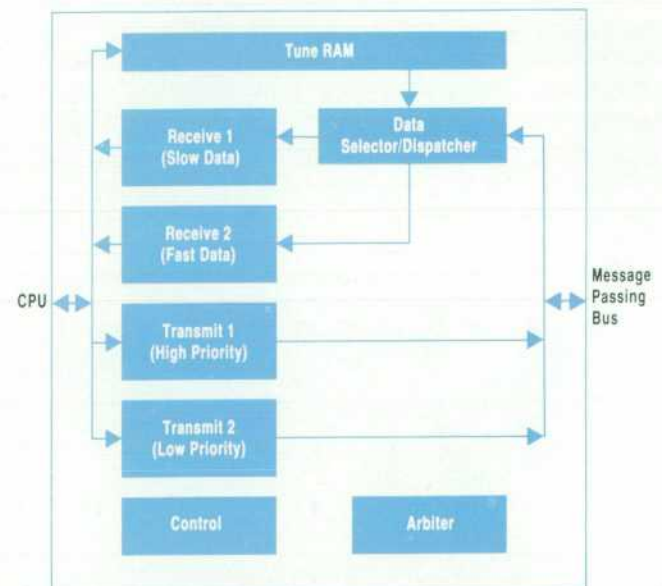 Tune RAM
Receive 1
(Slow Data)
Data
Selector/Dispatcher
Receive 2
(Fast Data)
CPU
Message
Passing
Bus
Transmit 1
(High Priority)
Transmit 2
(Low Priority)
Control
Arbiter